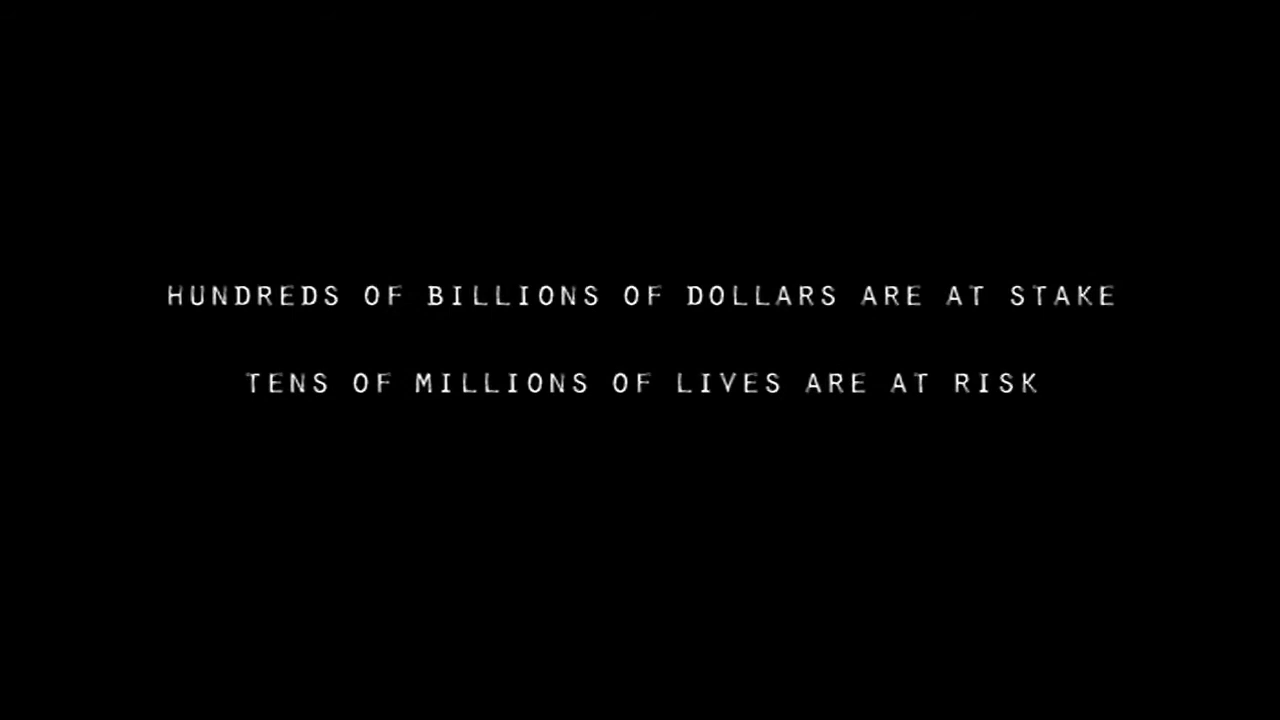 HUNDREDS OF BILLIONS OF DOLLARS ARE AT STAKE
TENS OF MILLIONS OF LIVES ARE AT RISK